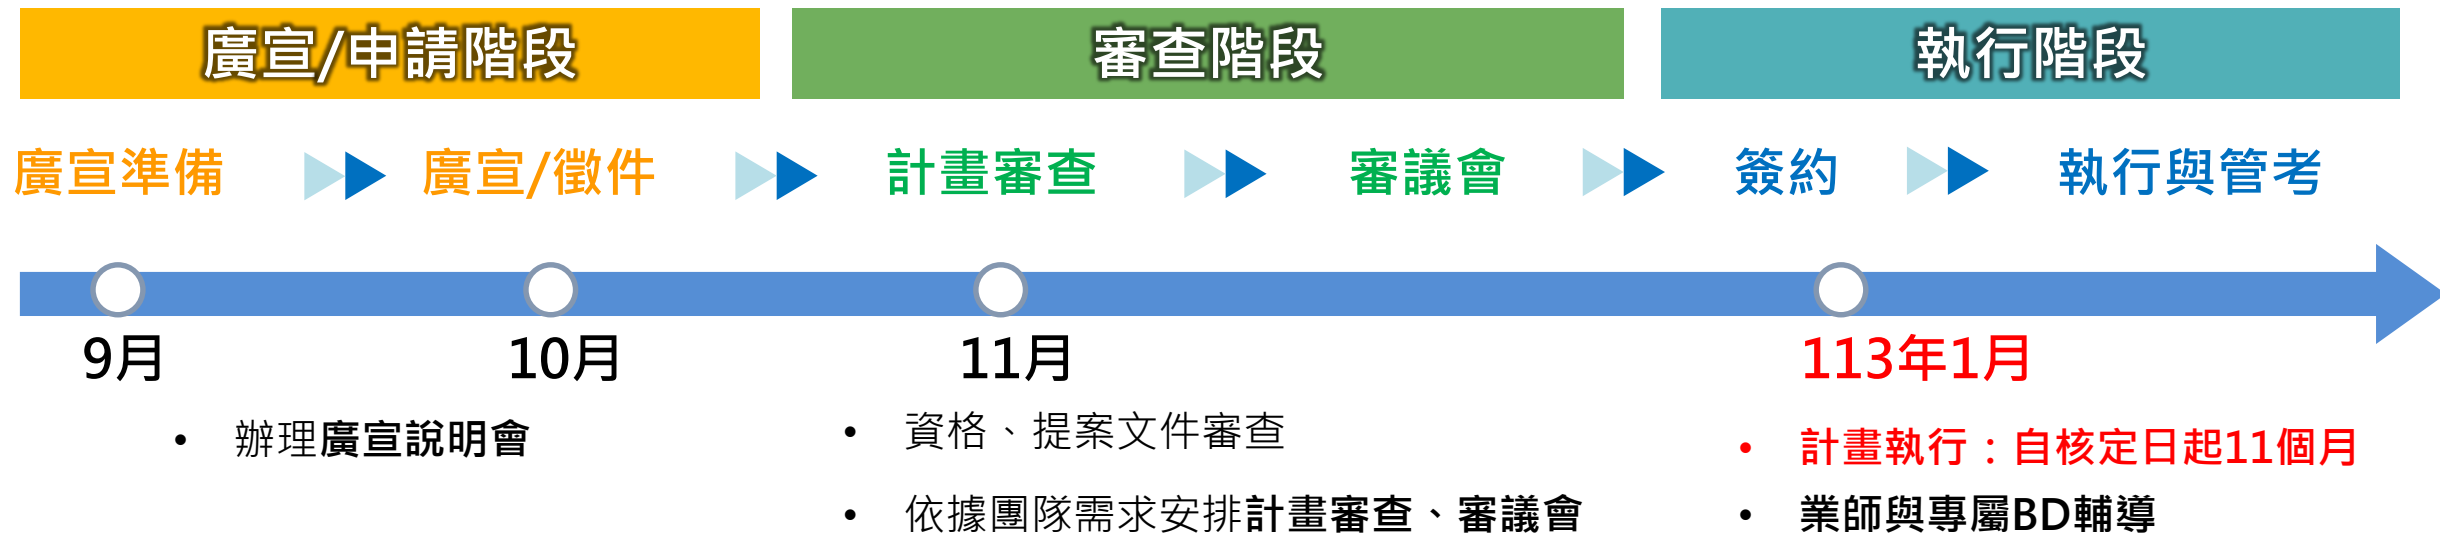 廣宣/申請階段
審查階段
執行階段
廣宣準備
廣宣/徵件
計畫審查
審議會
簽約
執行與管考
9月
10月
11月
113年1月
• 辦理廣宣說明會
• 資格、提案文件審查
• 依據團隊需求安排計畫審查、審議會
• 計畫執行：自核定日起11個月
• 業師與專屬BD輔導